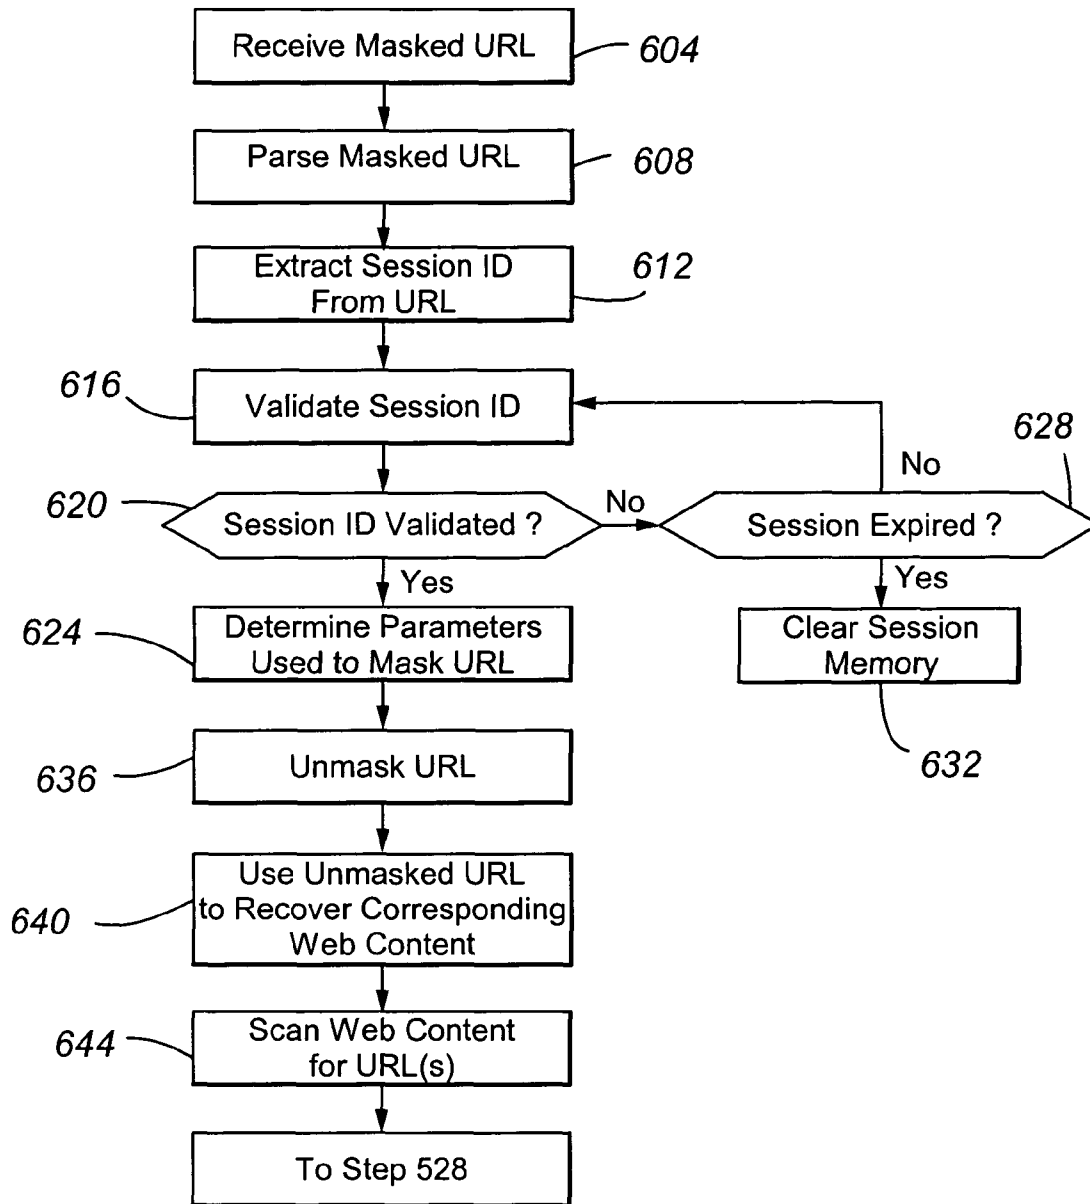 Receive Masked URL
604
Parse Masked URL
608
Extract Session ID
From URL
612
616
Validate Session ID
628
No
620
Session ID Validated ?
No
Session Expired ?
Yes
Yes
624
Determine Parameters
Used to Mask URL
Clear Session
Memory
636
Unmask URL
632
640
Use Unmasked URL
to Recover Corresponding
Web Content
644
Scan Web Content
for URL(s)
To Step 528